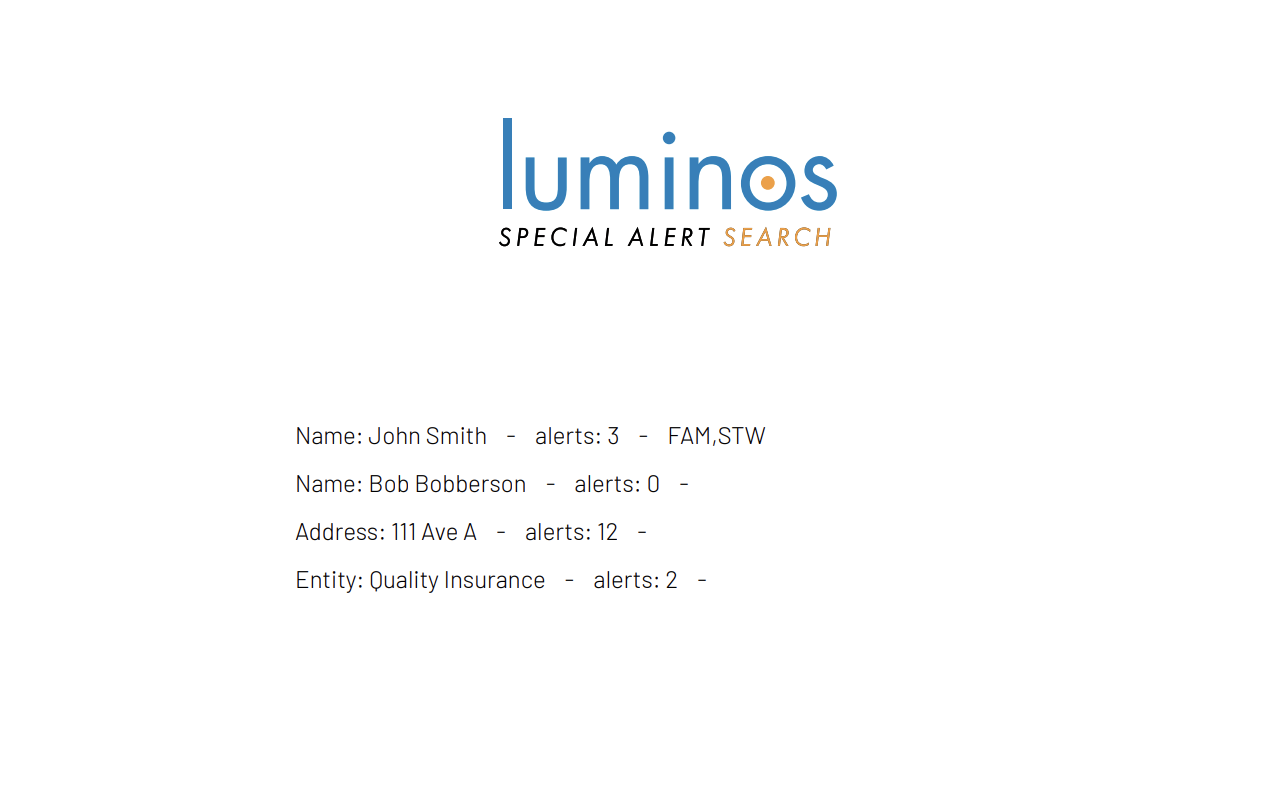 luminos
SPECIAL ALERT SEARCH
Name: John Smith - alerts: 3 - FAM,STW
Name: Bob Bobberson - alerts: 0 -
Address: 111 Ave A - alerts: 12 -
Entity: Quality Insurance - alerts: 2 -